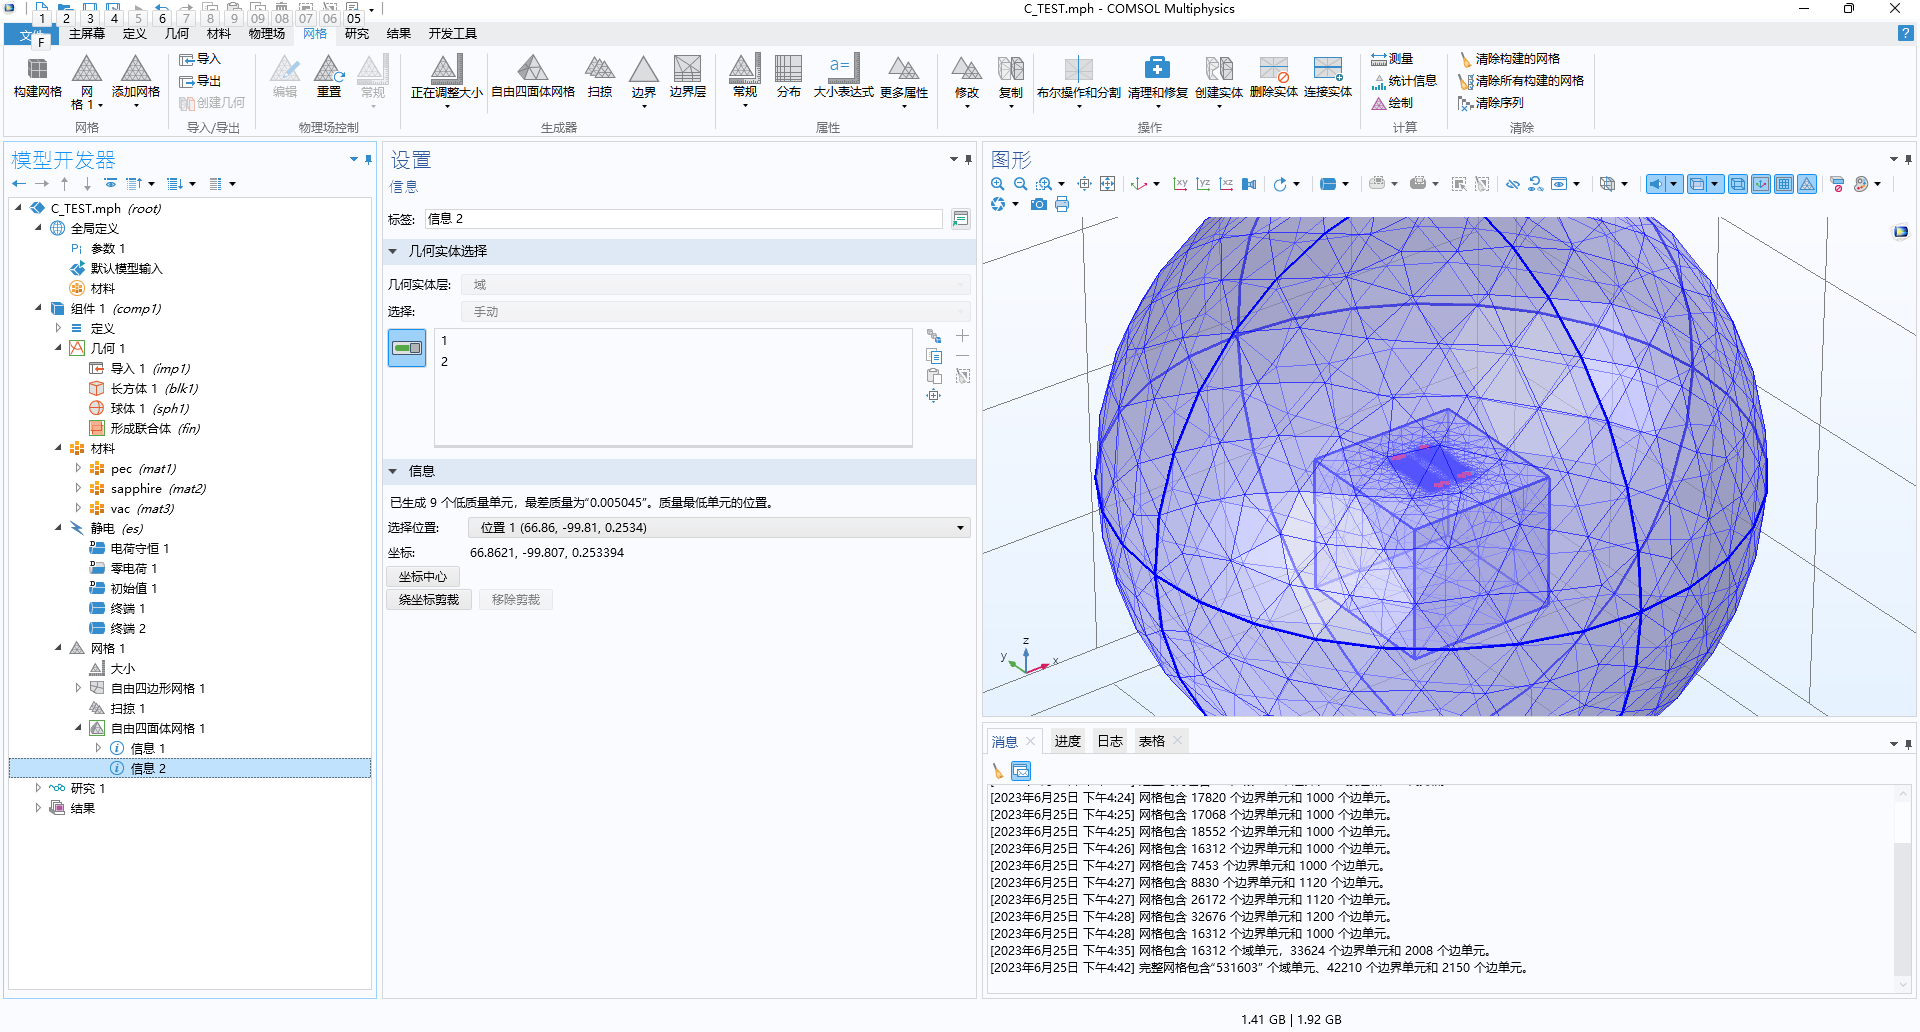 C_TEST.mph - COMSOL Multiphysics
1 2 3 4 5 6 7 8 9 09 08 07 06 05
F
文件 主屏幕 定义 几何 材料 物理场 网格 研究 结果 开发工具
构建网格
网格 1
添加网格
网格
导入
导出
创建几何
导入/导出
编辑
重置
常规
物理场控制
正在调整大小
自由四面体网格
扫掠
边界
边界层
生成器
常规
分布
大小表达式
更多属性
属性
修改
复制
布尔操作和分割
清理和修复
创建实体
删除实体
连接实体
操作
测量
统计信息
绘制
计算
清除构建的网格
清除所有构建的网格
清除序列
清除
模型开发器
C_TEST.mph (root)
全局定义
Pi 参数 1
默认模型输入
材料
组件 1 (comp1)
定义
几何 1
导入 1 (imp1)
长方体 1 (blk1)
球体 1 (sph1)
形成联合体 (fin)
材料
pec (mat1)
sapphire (mat2)
vac (mat3)
静电 (es)
电荷守恒 1
零电荷 1
初始值 1
终端 1
终端 2
网格 1
大小
自由四边形网格 1
扫掠 1
自由四面体网格 1
信息 1
信息 2
研究 1
结果
设置
信息
标签: 信息 2
几何实体选择
几何实体层: 域
选择: 手动
1
2
信息
已生成 9 个低质量单元，最差质量为“0.005045”。质量最低单元的位置。
选择位置: 位置 1 (66.86, -99.81, 0.2534)
坐标: 66.8621, -99.807, 0.253394
坐标中心
绕坐标剪裁 移除剪裁
图形
xy yz xz
z
y
x
消息 进度 日志 表格
[2023年6月25日 下午4:24] 网格包含 17820 个边界单元和 1000 个边单元。
[2023年6月25日 下午4:25] 网格包含 17068 个边界单元和 1000 个边单元。
[2023年6月25日 下午4:25] 网格包含 18552 个边界单元和 1000 个边单元。
[2023年6月25日 下午4:26] 网格包含 16312 个边界单元和 1000 个边单元。
[2023年6月25日 下午4:27] 网格包含 7453 个边界单元和 1000 个边单元。
[2023年6月25日 下午4:27] 网格包含 8830 个边界单元和 1120 个边单元。
[2023年6月25日 下午4:27] 网格包含 26172 个边界单元和 1120 个边单元。
[2023年6月25日 下午4:28] 网格包含 32676 个边界单元和 1200 个边单元。
[2023年6月25日 下午4:28] 网格包含 16312 个边界单元和 1000 个边单元。
[2023年6月25日 下午4:35] 网格包含 16312 个域单元，33624 个边界单元和 2008 个边单元。
[2023年6月25日 下午4:42] 完整网格包含“531603” 个域单元、42210 个边界单元和 2150 个边单元。
1.41 GB | 1.92 GB